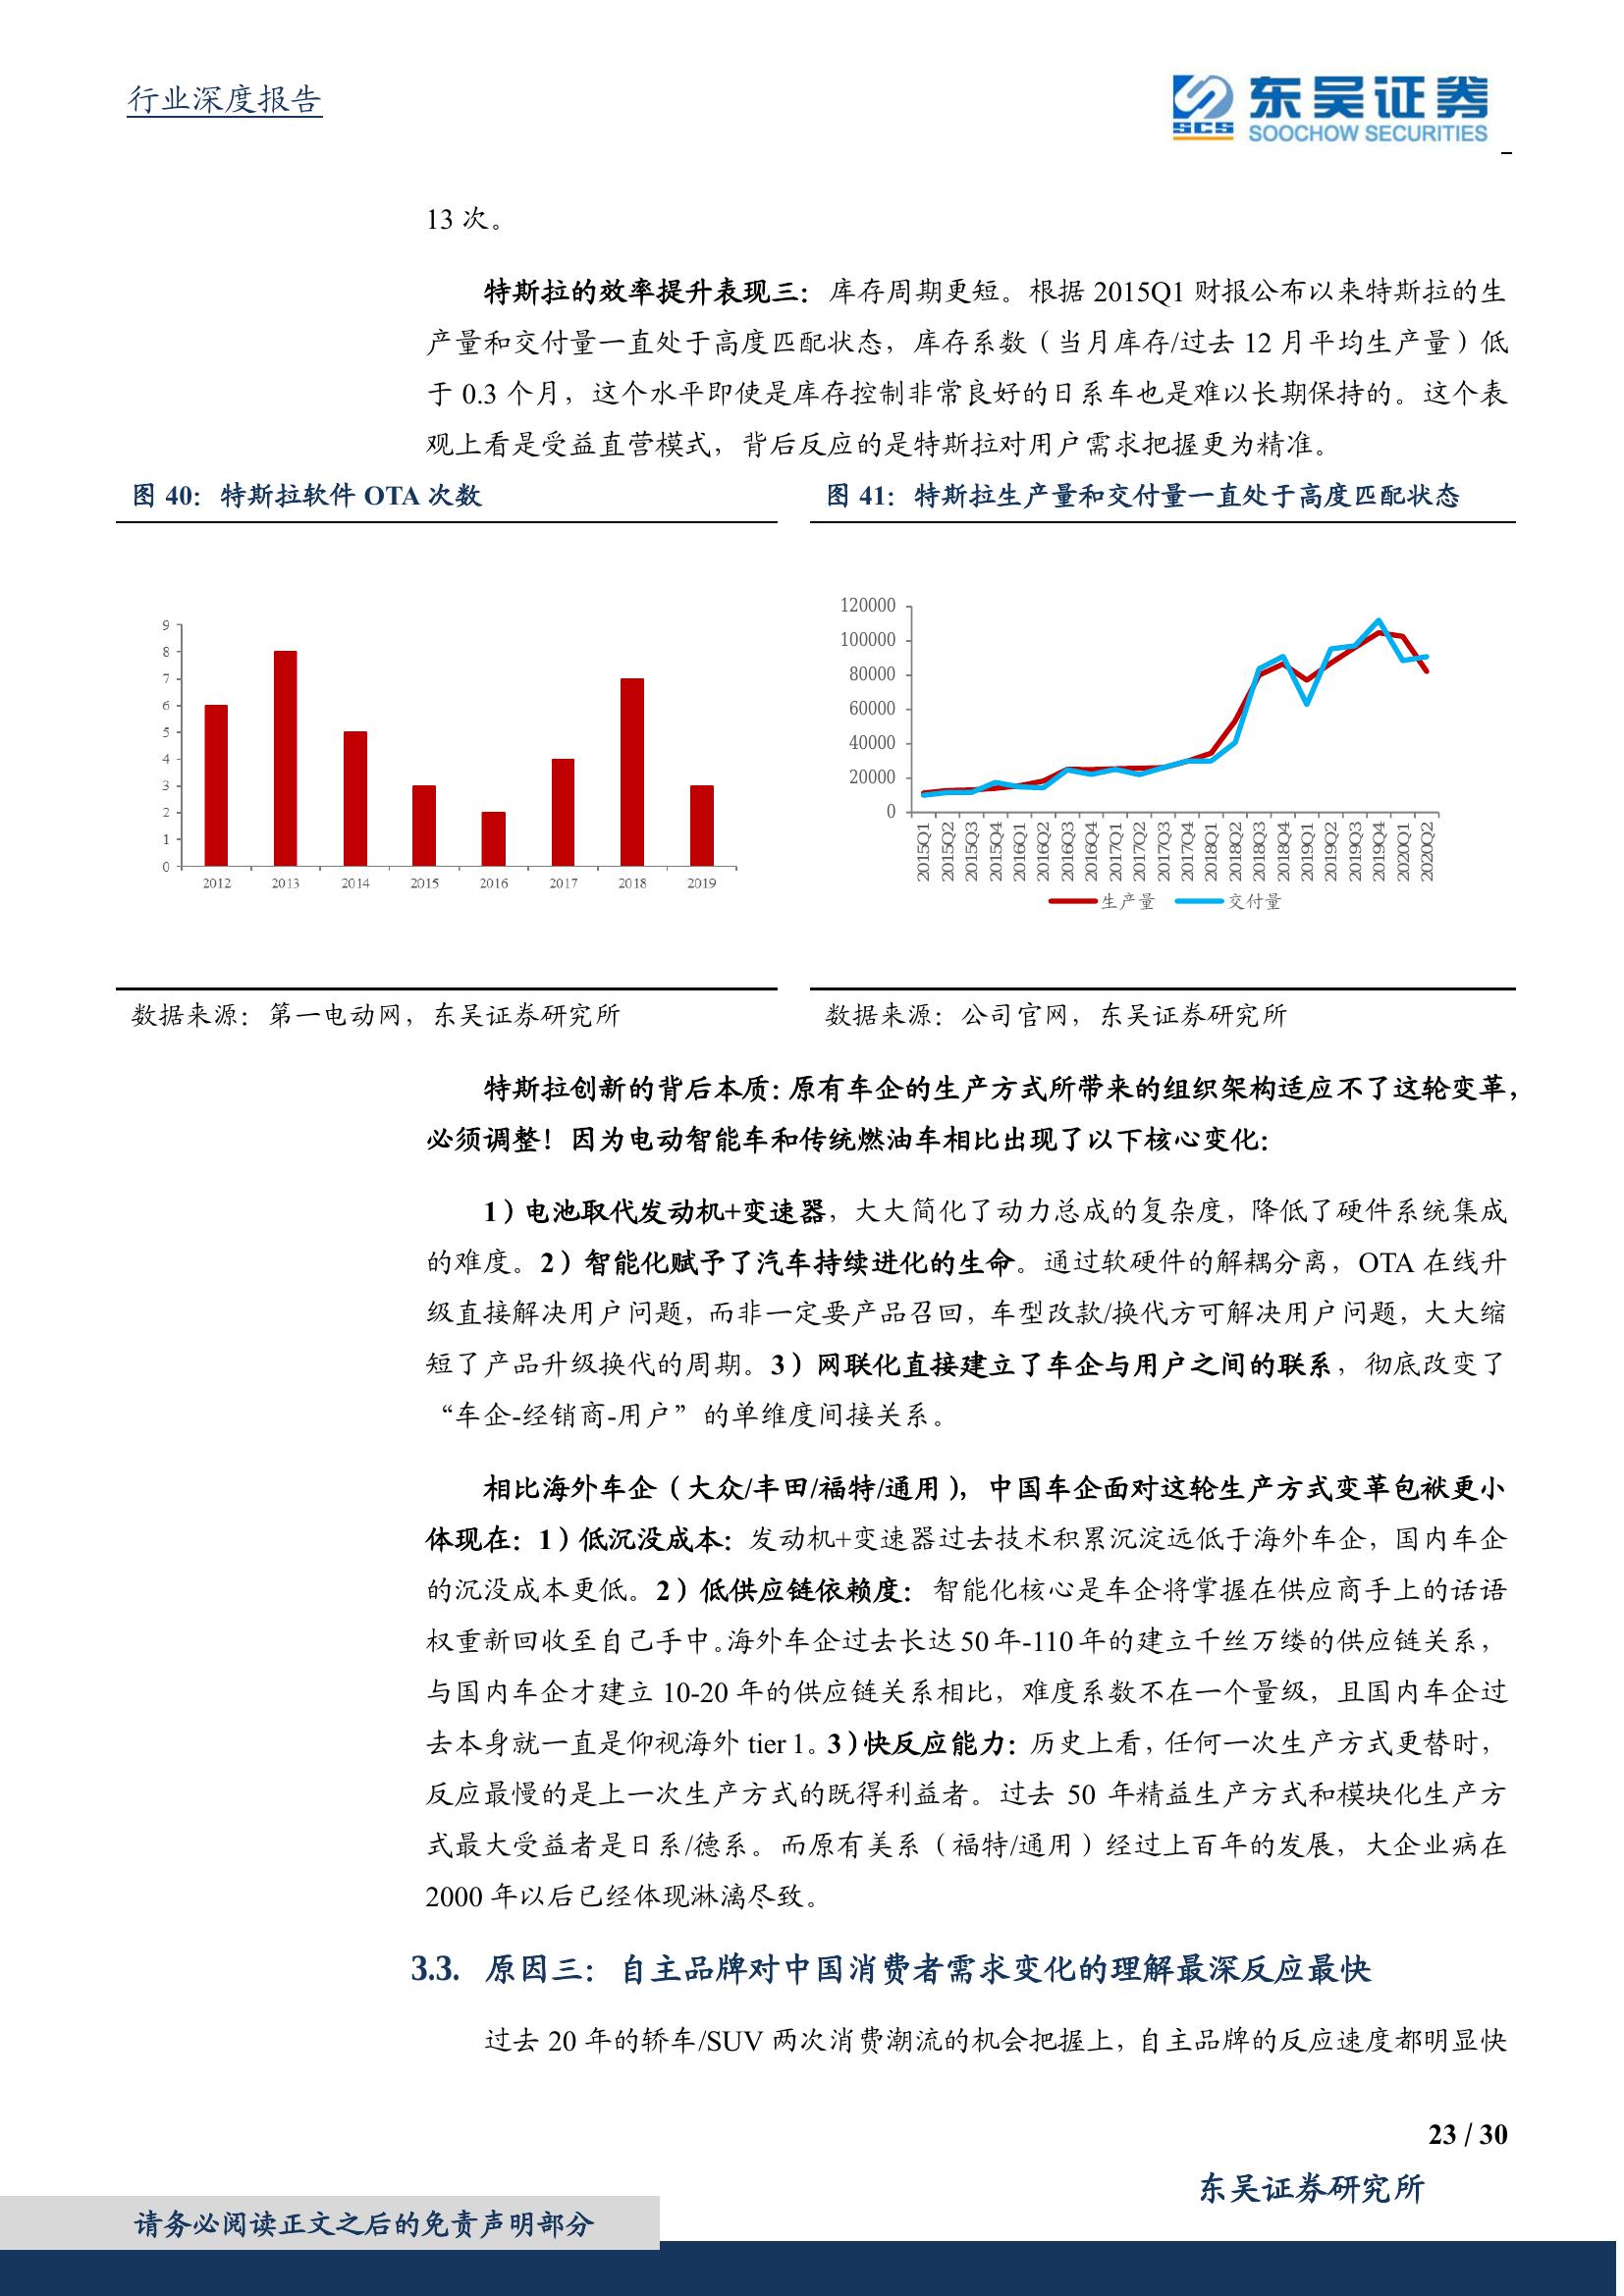 行业深度报告
东吴证券
SCS
SOOCHOW SECURITIES
13 次。
特斯拉的效率提升表现三：库存周期更短。根据 2015Q1 财报公布以来特斯拉的生
产量和交付量一直处于高度匹配状态，库存系数（当月库存/过去 12 月平均生产量）低
于 0.3 个月，这个水平即使是库存控制非常良好的日系车也是难以长期保持的。这个表
观上看是受益直营模式，背后反应的是特斯拉对用户需求把握更为精准。
图 40：特斯拉软件 OTA 次数
9
8
7
6
5
4
3
2
1
0
2012 2013 2014 2015 2016 2017 2018 2019
数据来源：第一电动网，东吴证券研究所
图 41：特斯拉生产量和交付量一直处于高度匹配状态
120000
100000
80000
60000
40000
20000
0
2015Q1 2015Q2 2015Q3 2015Q4 2016Q1 2016Q2 2016Q3 2016Q4 2017Q1 2017Q2 2017Q3 2017Q4 2018Q1 2018Q2 2018Q3 2018Q4 2019Q1 2019Q2 2019Q3 2019Q4 2020Q1 2020Q2
生产量 交付量
数据来源：公司官网，东吴证券研究所
特斯拉创新的背后本质：原有车企的生产方式所带来的组织架构适应不了这轮变革，
必须调整！因为电动智能车和传统燃油车相比出现了以下核心变化：
1）电池取代发动机+变速器，大大简化了动力总成的复杂度，降低了硬件系统集成
的难度。2）智能化赋予了汽车持续进化的生命。通过软硬件的解耦分离，OTA 在线升
级直接解决用户问题，而非一定要产品召回，车型改款/换代方可解决用户问题，大大缩
短了产品升级换代的周期。3）网联化直接建立了车企与用户之间的联系，彻底改变了
“车企-经销商-用户”的单维度间接关系。
相比海外车企（大众/丰田/福特/通用），中国车企面对这轮生产方式变革包袱更小
体现在：1）低沉没成本：发动机+变速器过去技术积累沉淀远低于海外车企，国内车企
的沉没成本更低。2）低供应链依赖度：智能化核心是车企将掌握在供应商手上的话语
权重新回收至自己手中。海外车企过去长达 50 年-110 年的建立千丝万缕的供应链关系，
与国内车企才建立 10-20 年的供应链关系相比，难度系数不在一个量级，且国内车企过
去本身就一直是仰视海外 tier 1。3）快反应能力：历史上看，任何一次生产方式更替时，
反应最慢的是上一次生产方式的既得利益者。过去 50 年精益生产方式和模块化生产方
式最大受益者是日系/德系。而原有美系（福特/通用）经过上百年的发展，大企业病在
2000 年以后已经体现淋漓尽致。
3.3. 原因三：自主品牌对中国消费者需求变化的理解最深反应最快
过去 20 年的轿车/SUV 两次消费潮流的机会把握上，自主品牌的反应速度都明显快
23 / 30
东吴证券研究所
请务必阅读正文之后的免责声明部分